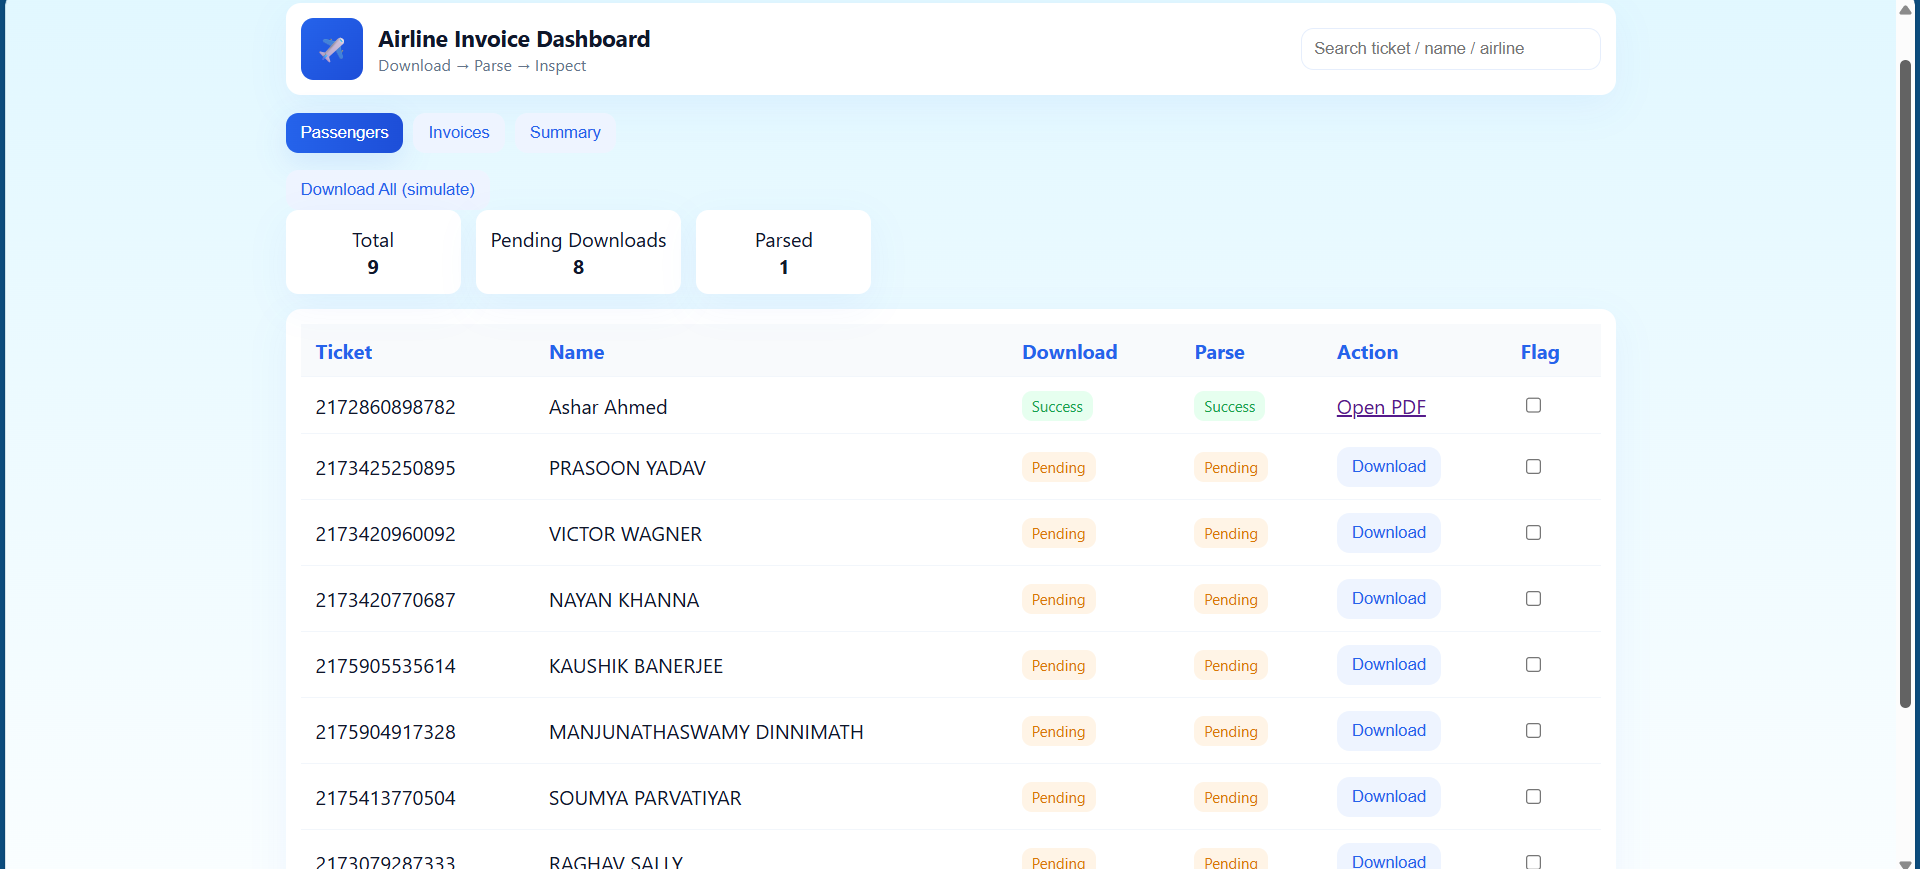 Airline Invoice Dashboard
Download → Parse → Inspect
Search ticket / name / airline
Passengers Invoices Summary
Download All (simulate)
Total Pending Downloads Parsed
9 8 1
Ticket Name Download Parse Action Flag
2172860898782 Ashar Ahmed Success Success Open PDF
2173425250895 PRASOON YADAV Pending Pending Download
2173420960092 VICTOR WAGNER Pending Pending Download
2173420770687 NAYAN KHANNA Pending Pending Download
2175905535614 KAUSHIK BANERJEE Pending Pending Download
2175904917328 MANJUNATHASWAMY DINNIMATH Pending Pending Download
2175413770504 SOUMYA PARVATIYAR Pending Pending Download
2173079287333 RAGHAV SALLY Pending Pending Download